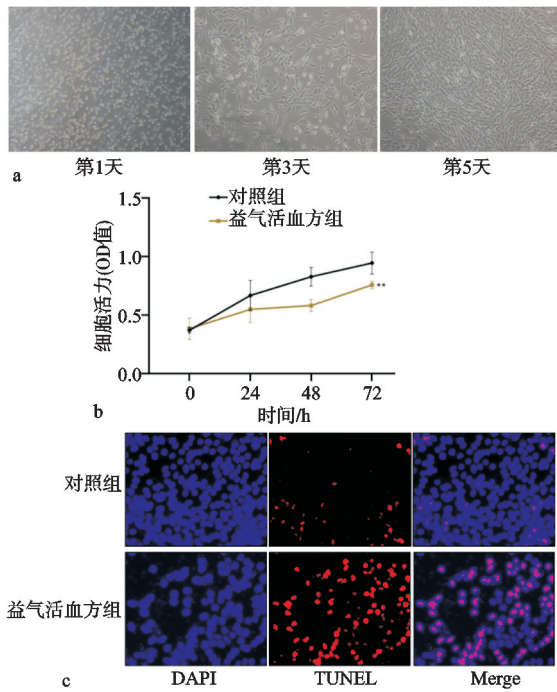 第1天 第3天 第5天
a
1.5
对照组
益气活血方组
1.0
0.5
0.0
细胞活力(OD值)
**
0 24 48 72
时间/h
b
对照组
益气活血方组
DAPI TUNEL Merge
c